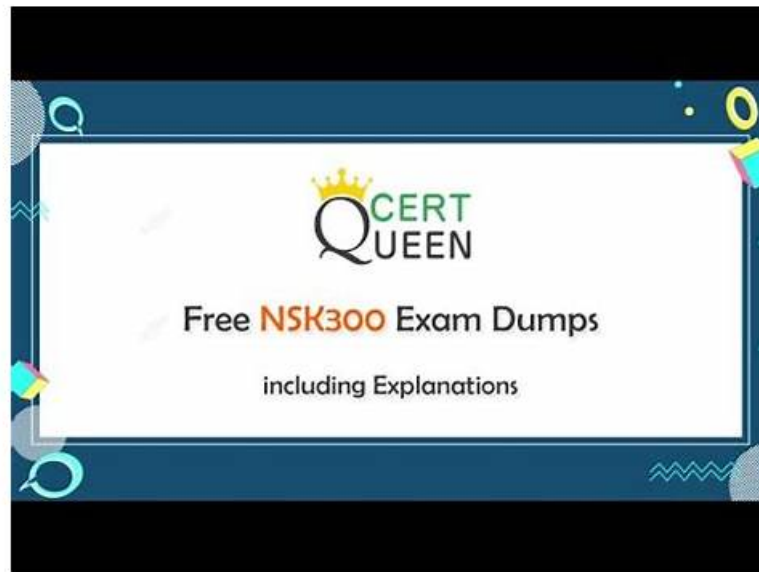 CERT
QUEEN
Free NSK300 Exam Dumps
including Explanations